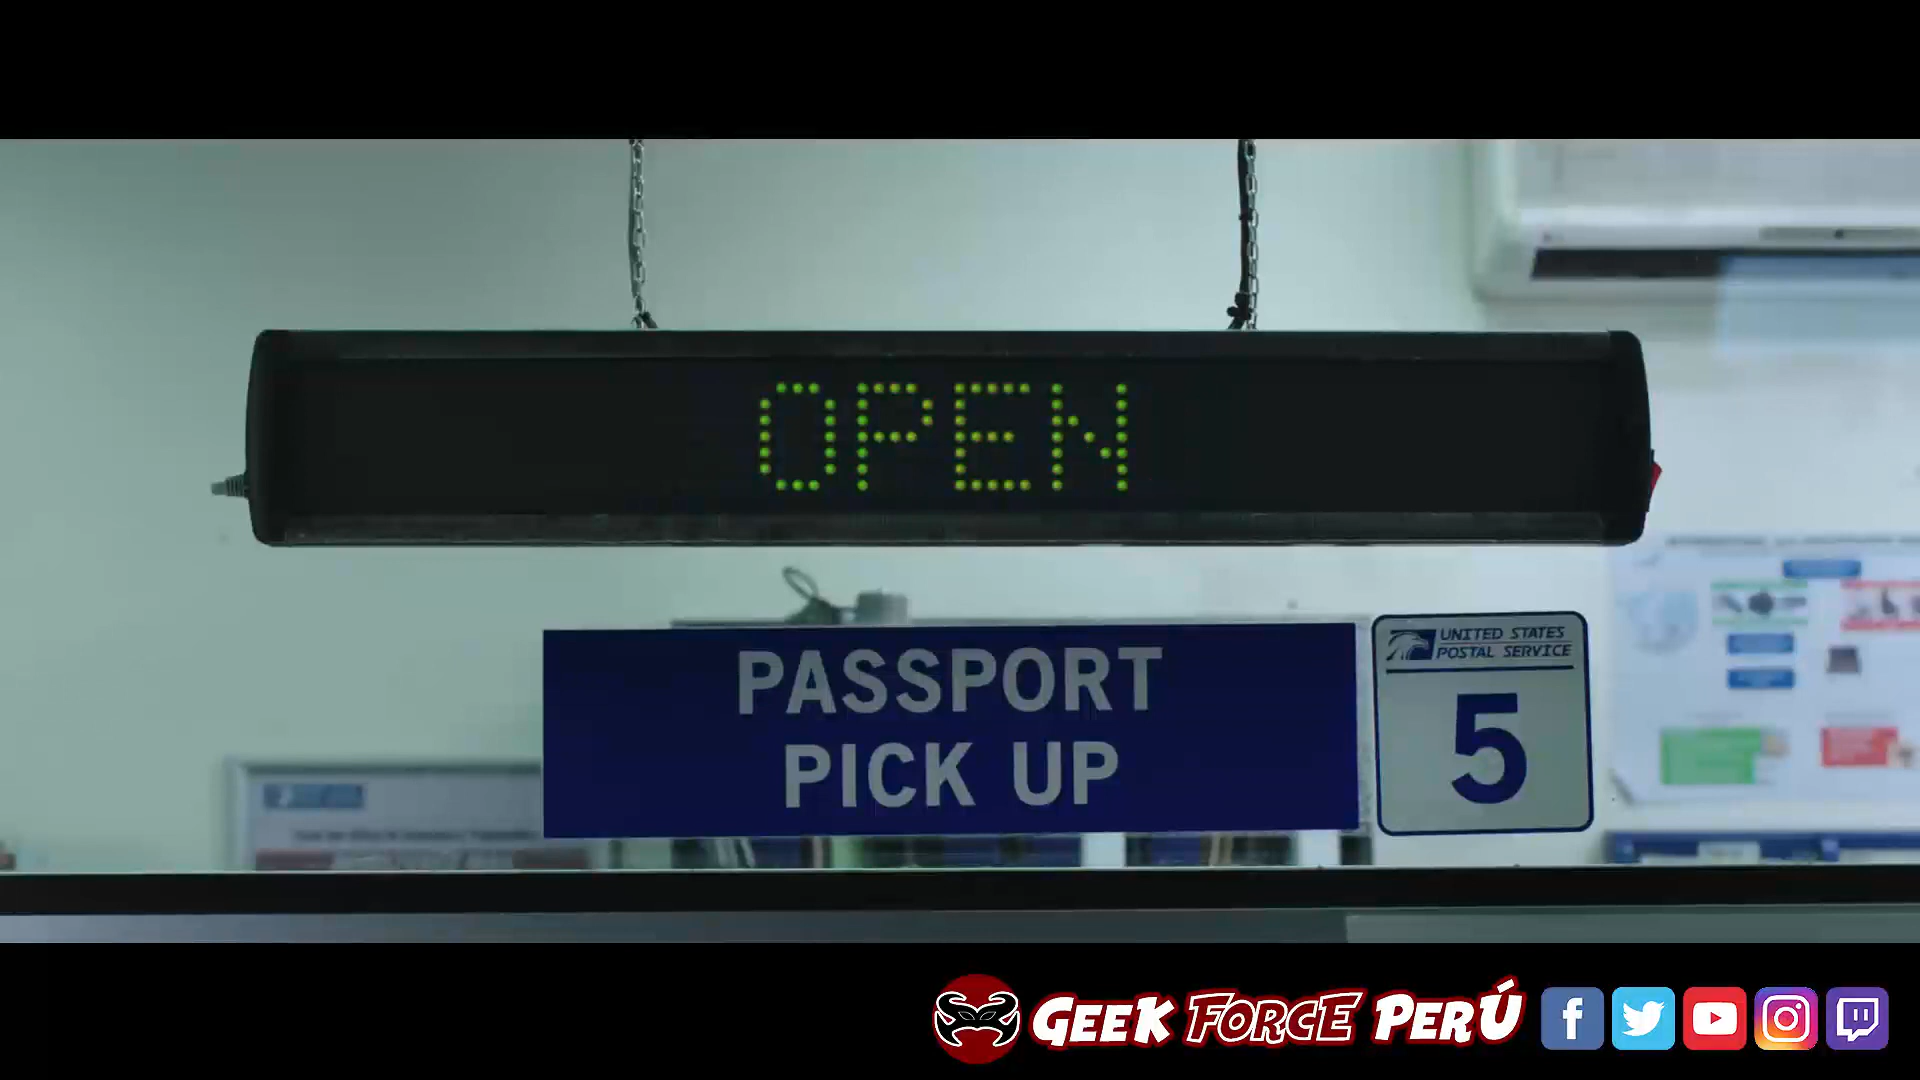 OPEN
PASSPORT
PICK UP
UNITED STATES
POSTAL SERVICE
5
GEEK FORCE PERÚ